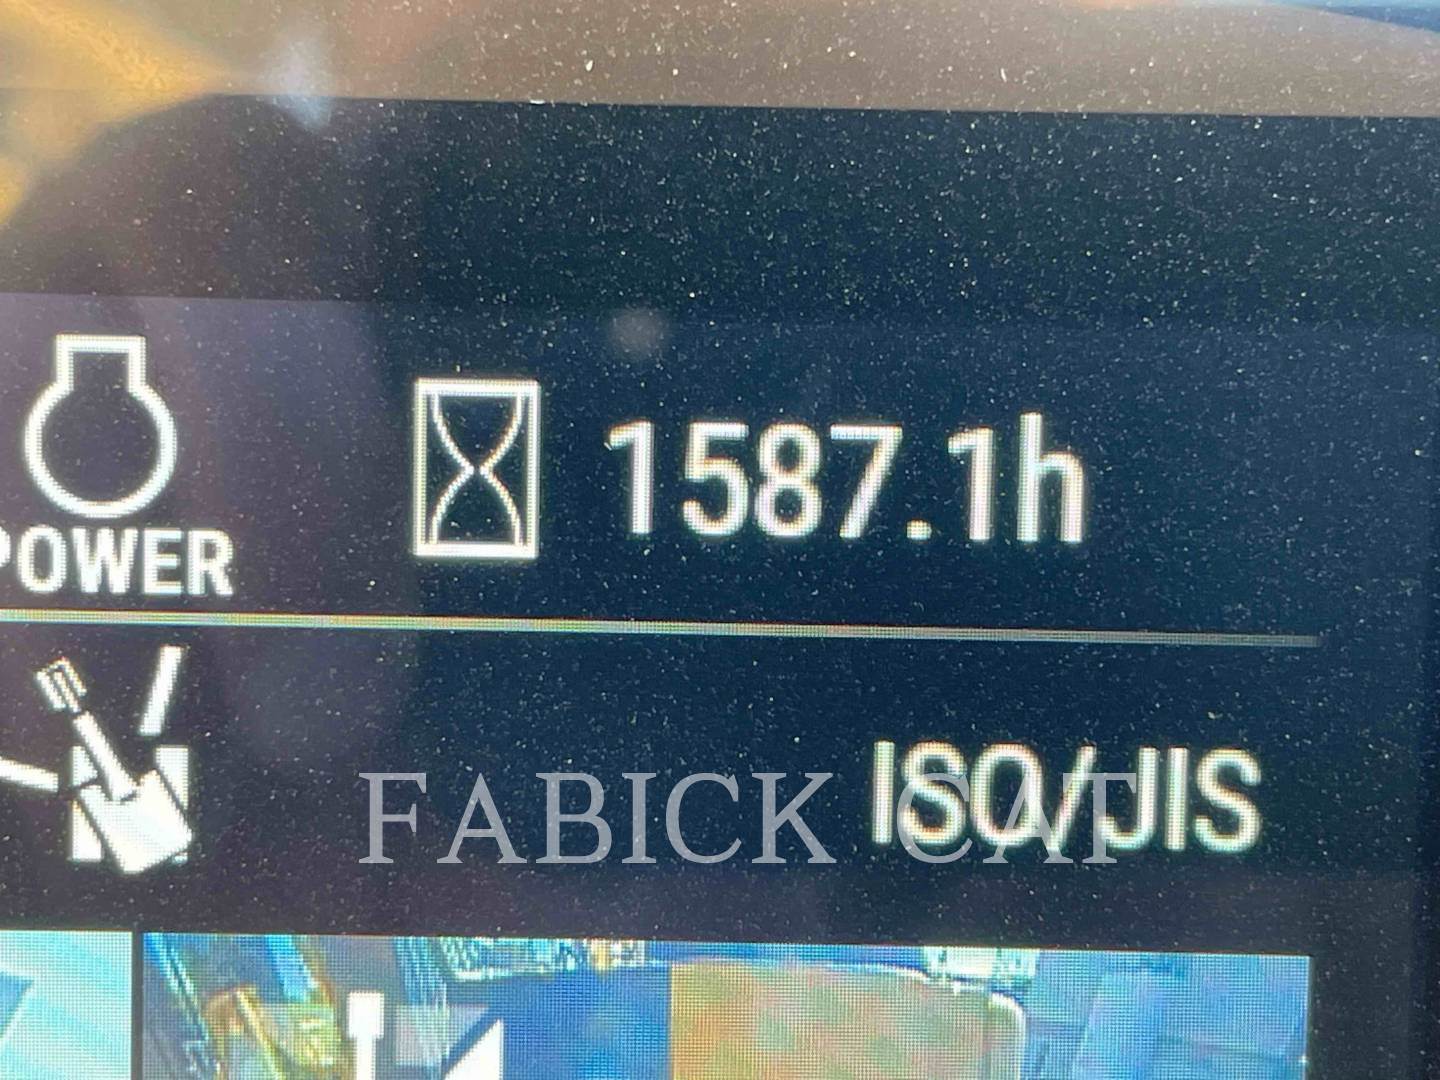 1587.1h
POWER
ISO/JIS
FABICK CAT